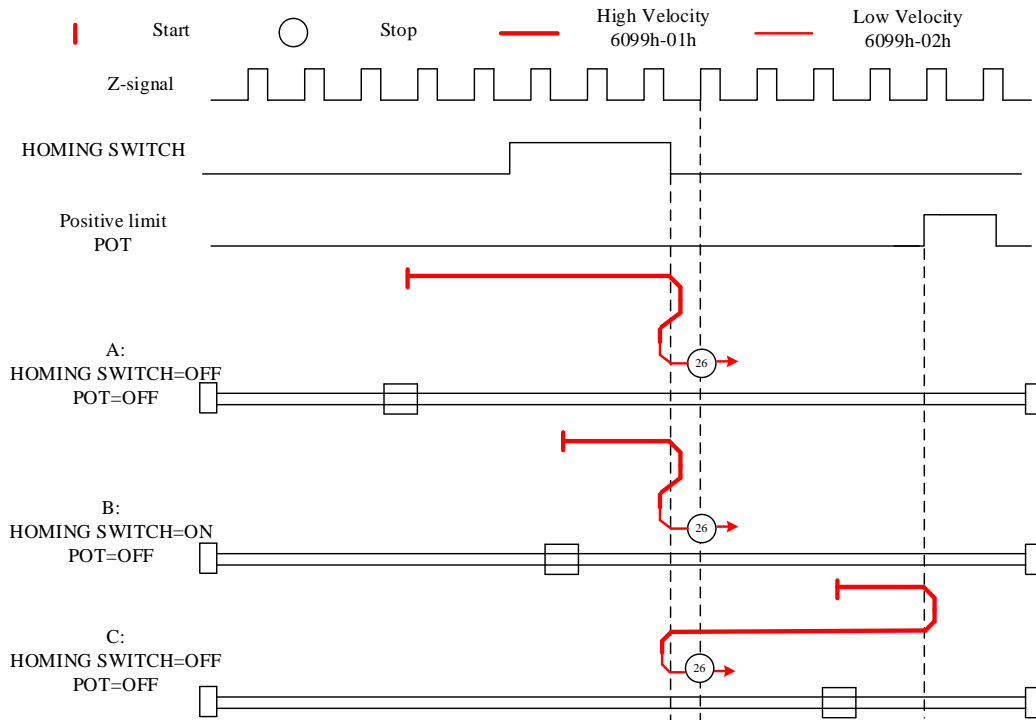 Start
Stop
High Velocity
6099h-01h
Low Velocity
6099h-02h
Z-signal
HOMING SWITCH
Positive limit
POT
26
A:
HOMING SWITCH=OFF
POT=OFF
26
B:
HOMING SWITCH=ON
POT=OFF
26
C:
HOMING SWITCH=OFF
POT=OFF